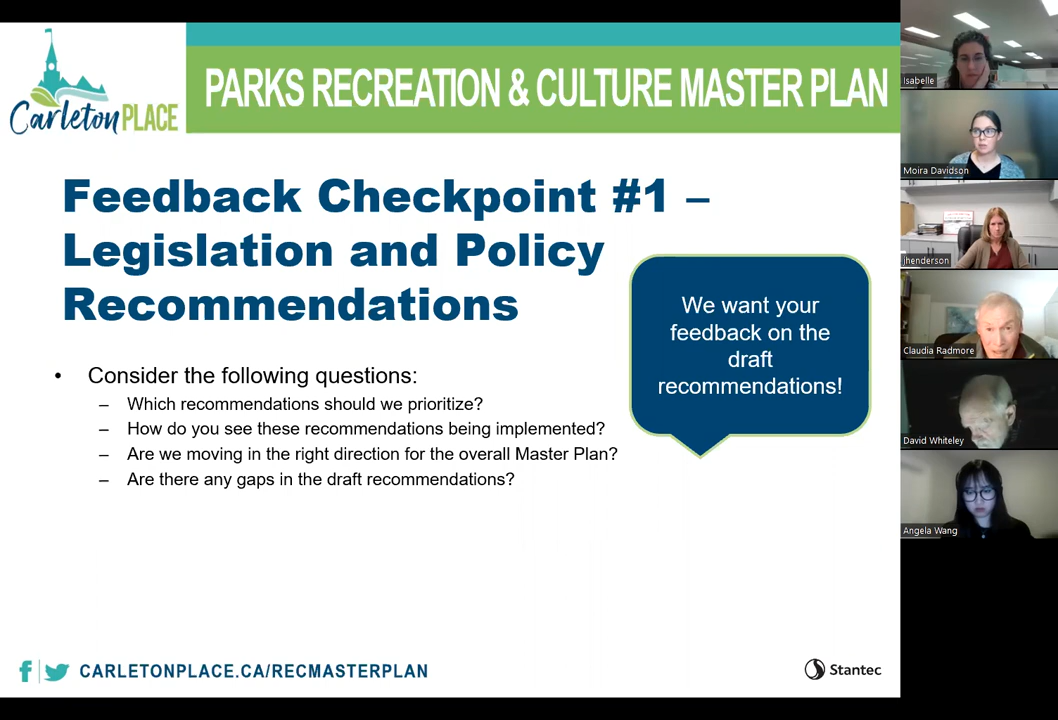 Carleton PLACE
PARKS RECREATION & CULTURE MASTER PLAN
Feedback Checkpoint #1 –
Legislation and Policy
Recommendations
We want your
feedback on the
draft
recommendations!
• Consider the following questions:
– Which recommendations should we prioritize?
– How do you see these recommendations being implemented?
– Are we moving in the right direction for the overall Master Plan?
– Are there any gaps in the draft recommendations?
CARLETONPLACE.CA/RECMASTERPLAN
Stantec
Isabelle
Moira Davidson
jhenderson
Claudia Radmore
David Whiteley
Angela Wang